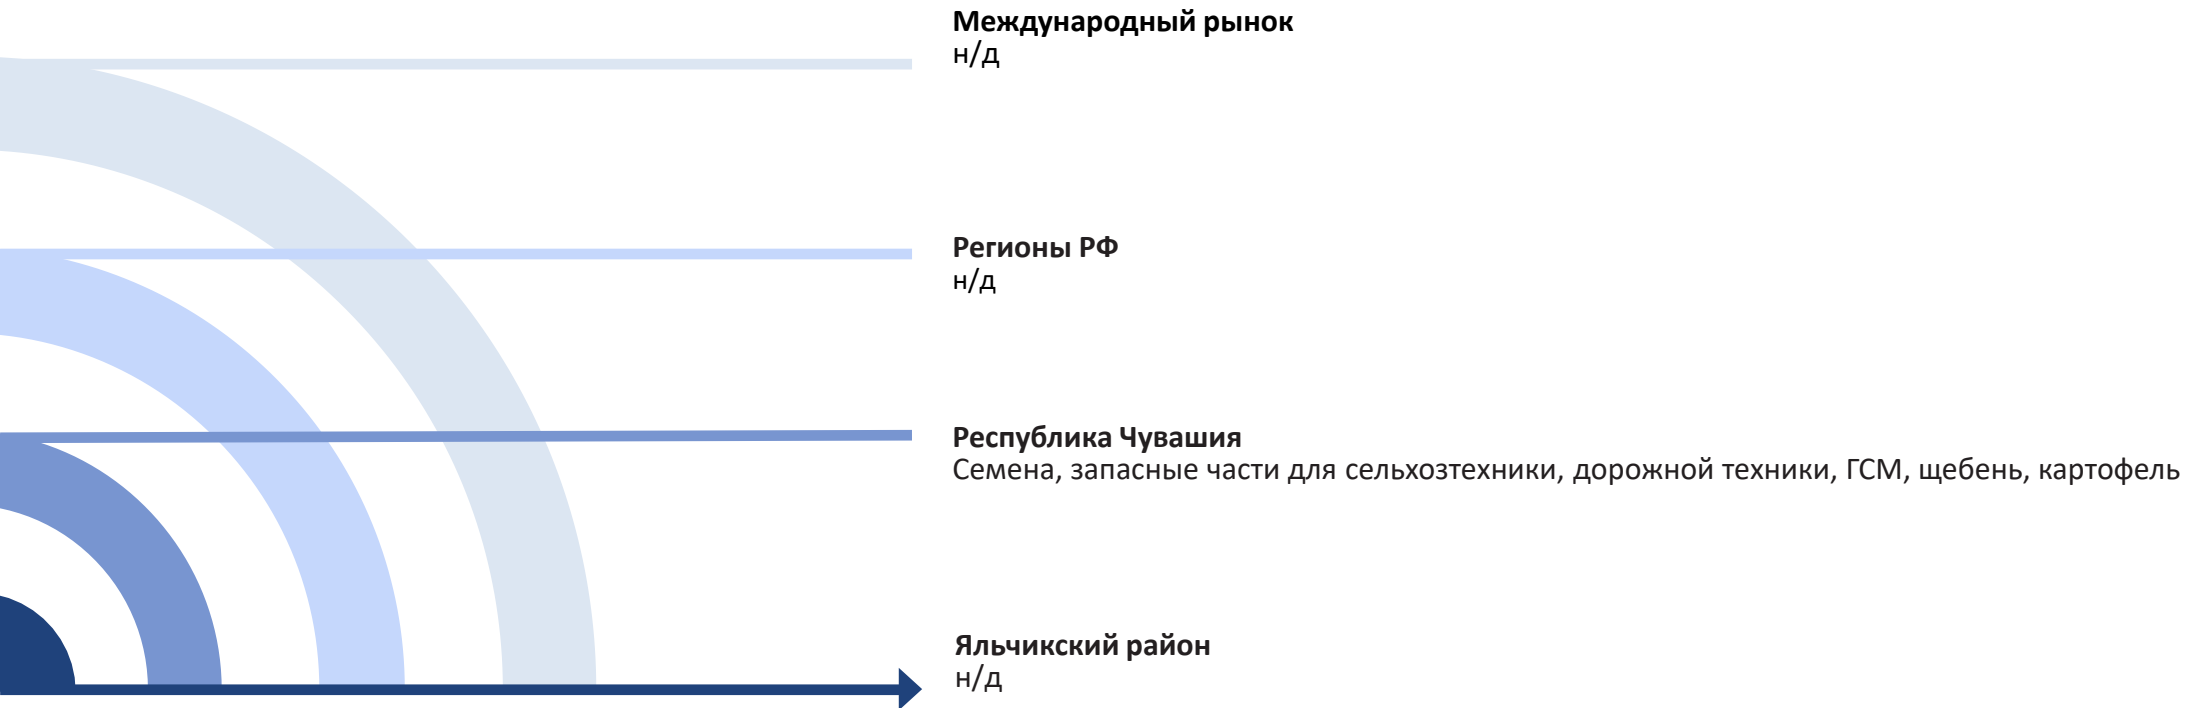 Международный рынок
н/д
Регионы РФ
н/д
Республика Чувашия
Семена, запасные части для сельхозтехники, дорожной техники, ГСМ, щебень, картофель
Яльчикский район
н/д